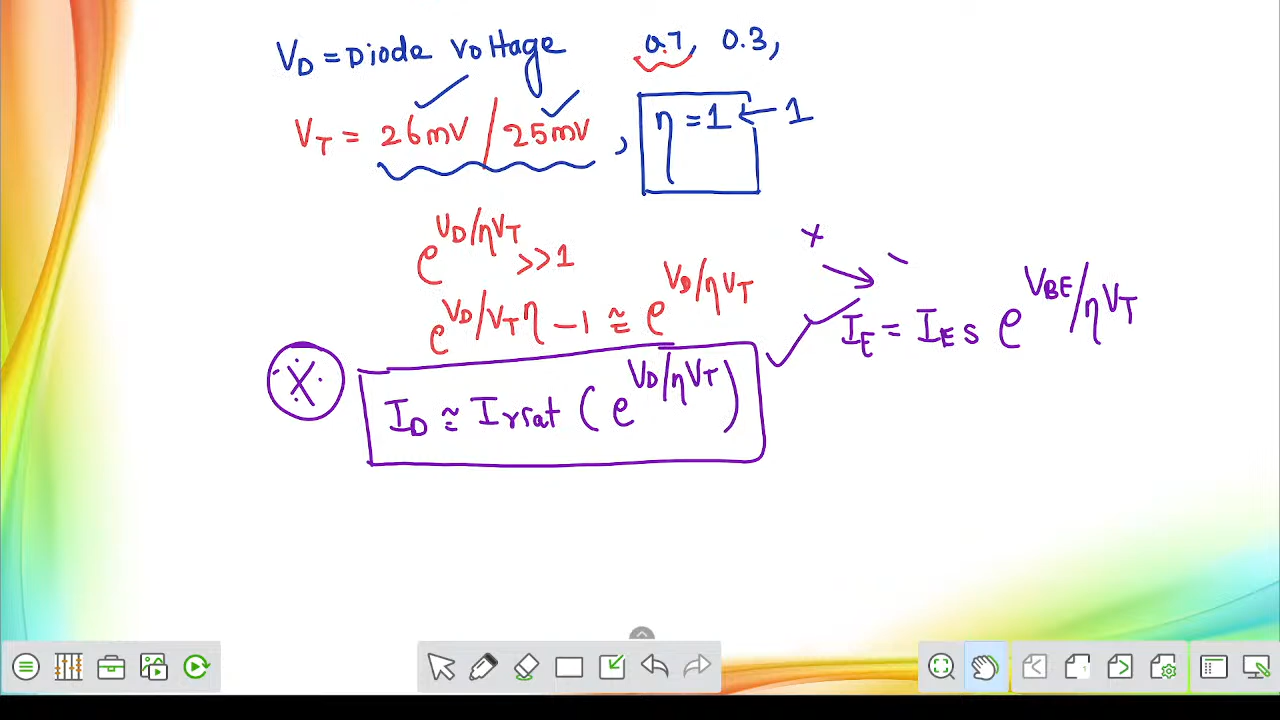 V_D = Diode Voltage 0.7, 0.3,
V_T = 26mV / 25mV, η = 1 ← 1
e^{V_D/ηV_T} >> 1
e^{V_D/V_Tη} - 1 ≅ e^{V_D/ηV_T}
I_E = I_ES e^{V_BE/ηV_T}
I_D ≅ Irsat (e^{V_D/ηV_T})